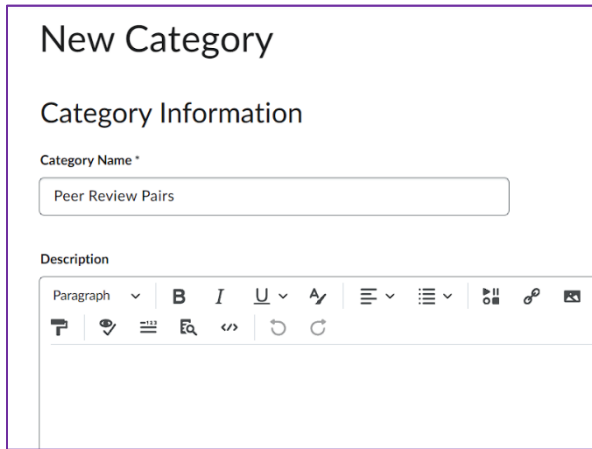 New Category
Category Information
Category Name *
Peer Review Pairs
Description
Paragraph B I U A